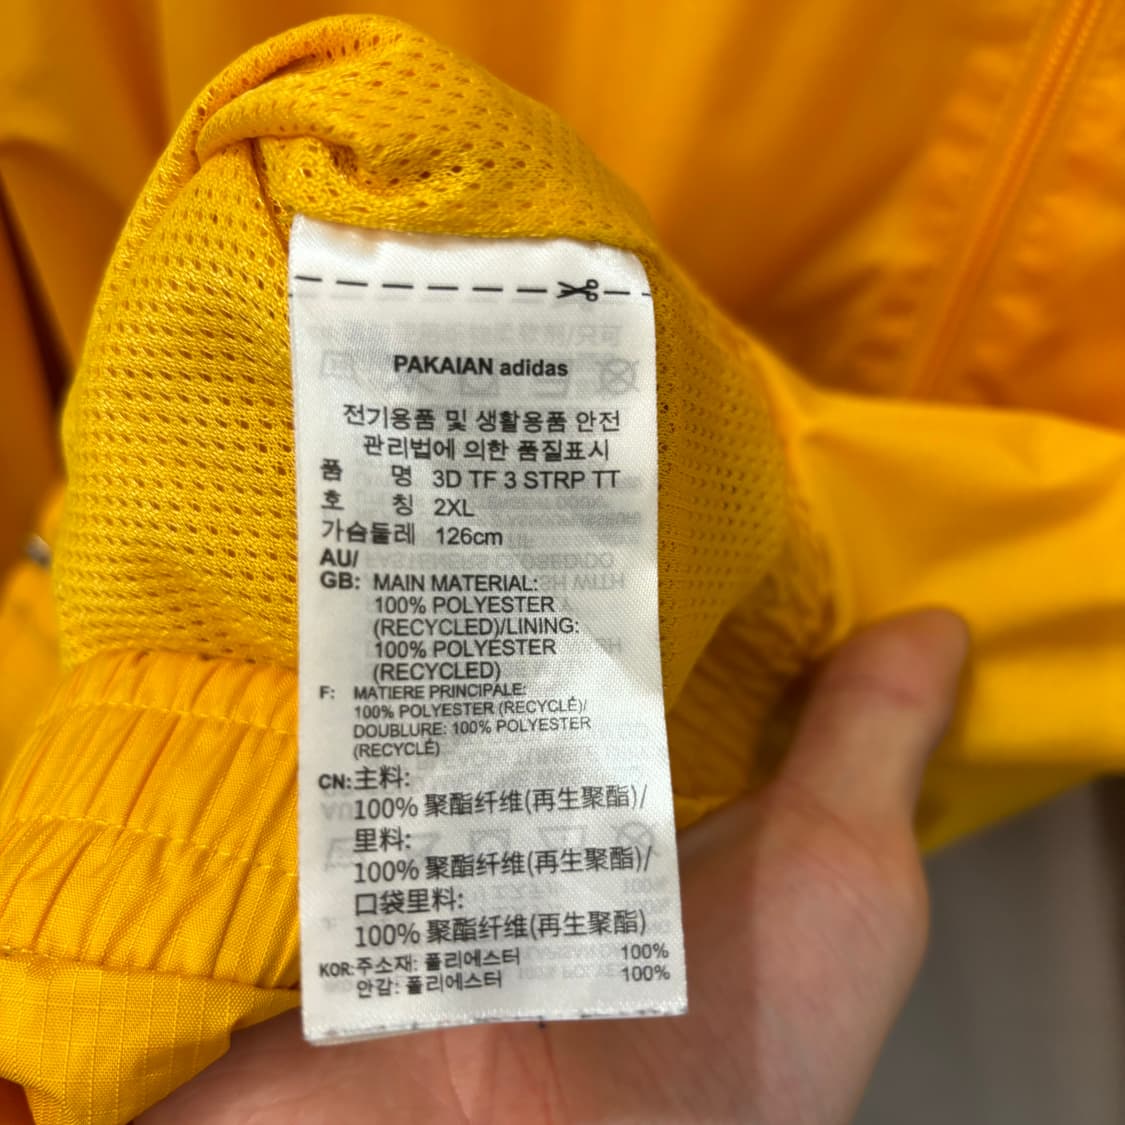 PAKAIAN adidas
전기용품 및 생활용품 안전
관리법에 의한 품질표시
품 명 3D TF 3 STRP TT
호 칭 2XL
가슴둘레 126cm
AU/
GB: MAIN MATERIAL:
100% POLYESTER
(RECYCLED)/LINING:
100% POLYESTER
(RECYCLED)
F: MATIERE PRINCIPALE:
100% POLYESTER (RECYCLÉ)/
DOUBLURE: 100% POLYESTER
(RECYCLÉ)
CN:主料:
100% 聚酯纤维(再生聚酯)/
里料:
100% 聚酯纤维(再生聚酯)/
口袋里料:
100% 聚酯纤维(再生聚酯)
KOR:주소재: 폴리에스터 100%
안감: 폴리에스터 100%